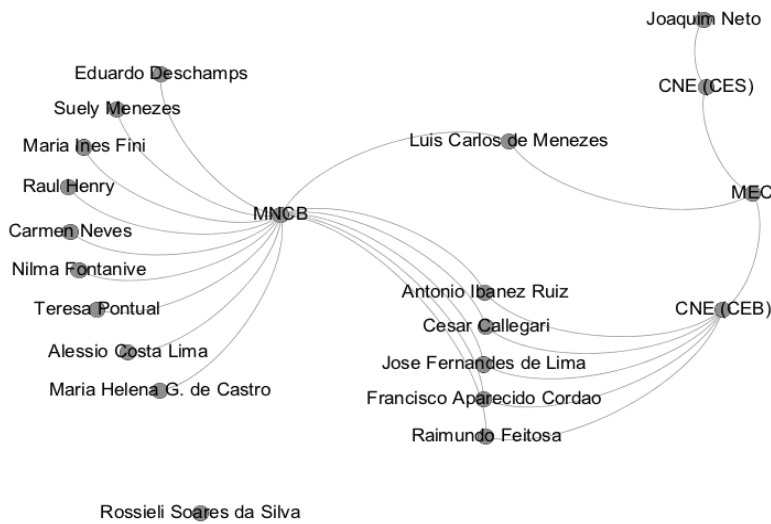 Joaquim Neto
Eduardo Deschamps
CNE (CES)
Suely Menezes
Luis Carlos de Menezes
Maria Ines Fini
Raul Henry
MEC
MNCB
Carmen Neves
Nilma Fontanive
Antonio Ibanez Ruiz
Teresa Pontual
CNE (CEB)
Cesar Callegari
Alessio Costa Lima
Jose Fernandes de Lima
Maria Helena G. de Castro
Francisco Aparecido Cordao
Raimundo Feitosa
Rossieli Soares da Silva